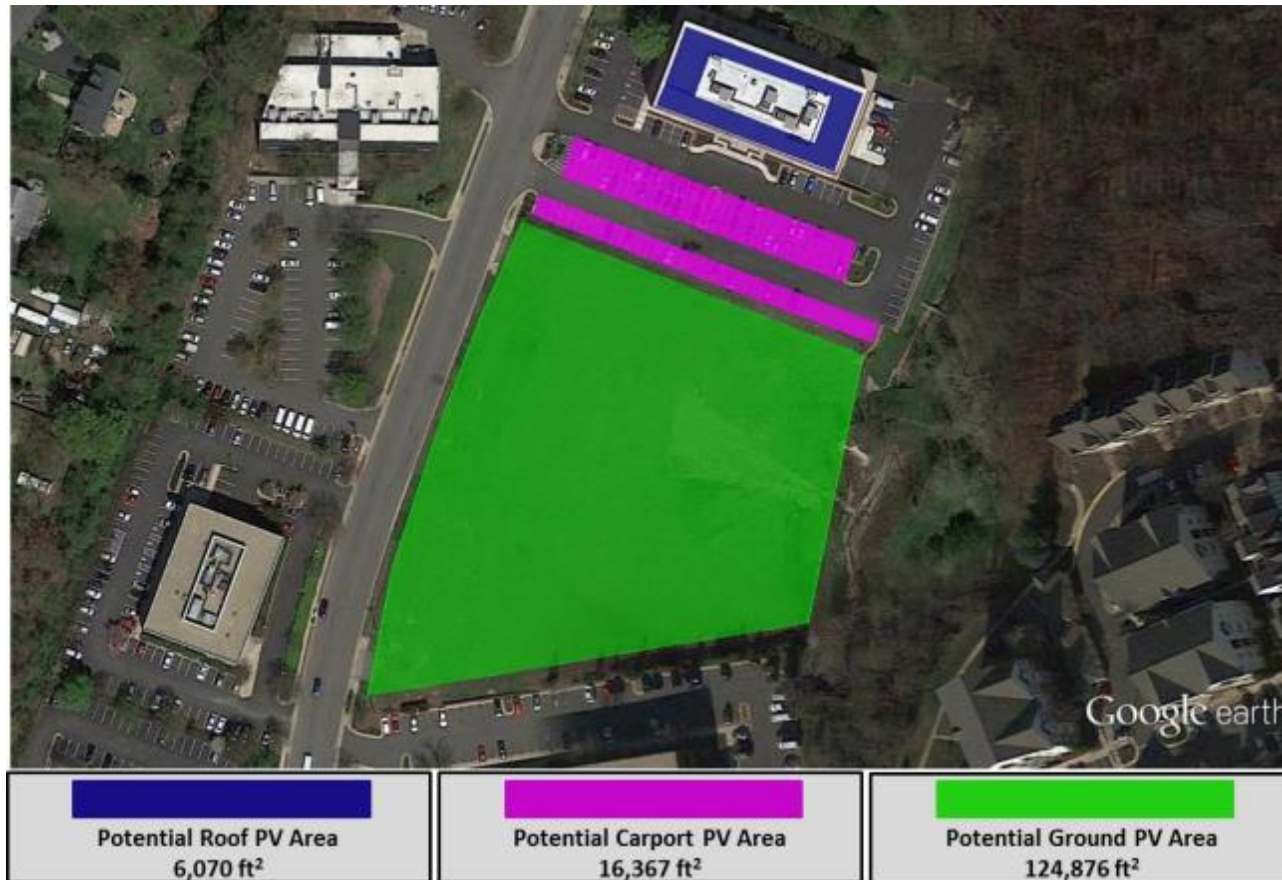 Google earth
Potential Roof PV Area
6,070 ft²
Potential Carport PV Area
16,367 ft²
Potential Ground PV Area
124,876 ft²